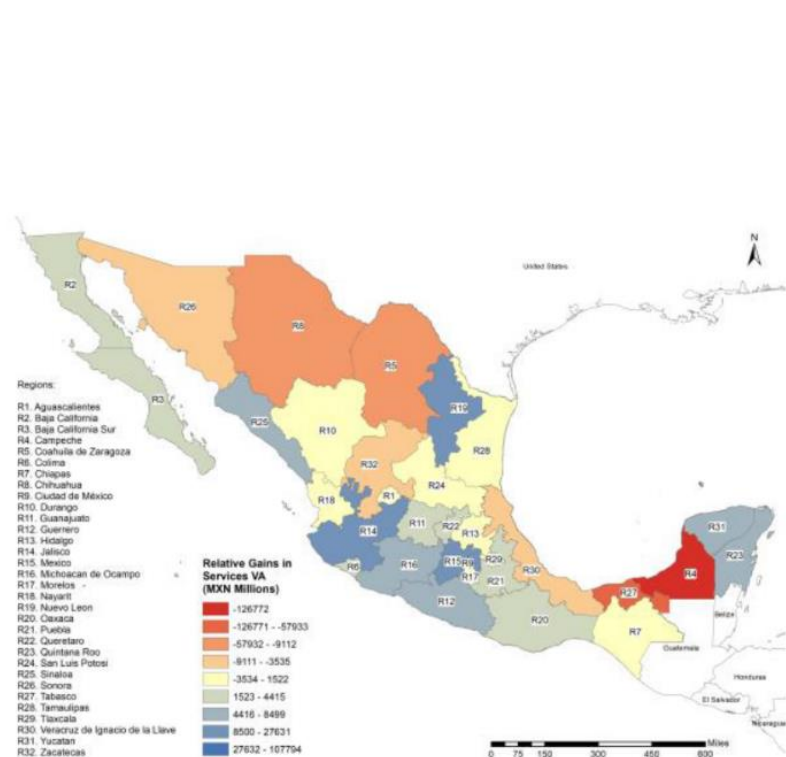 N
United States
R2
R26
R8
R5
R3
R19
R25
R10
R28
R32
R24
R18
R1
R14
R11
R22
R13
R6
R16
R15
R9
R17
R29
R21
R30
R12
R20
R27
R4
R7
R31
R23
Belize
Guatemala
Honduras
El Salvador
Nicaragua
Regions:
R1. Aguascalientes
R2. Baja California
R3. Baja California Sur
R4. Campeche
R5. Coahuila de Zaragoza
R6. Colima
R7. Chiapas
R8. Chihuahua
R9. Ciudad de México
R10. Durango
R11. Guanajuato
R12. Guerrero
R13. Hidalgo
R14. Jalisco
R15. Mexico
R16. Michoacan de Ocampo
R17. Morelos
R18. Nayarit
R19. Nuevo Leon
R20. Oaxaca
R21. Puebla
R22. Queretaro
R23. Quintana Roo
R24. San Luis Potosi
R25. Sinaloa
R26. Sonora
R27. Tabasco
R28. Tamaulipas
R29. Tlaxcala
R30. Veracruz de Ignacio de la Llave
R31. Yucatan
R32. Zacatecas
Relative Gains in
Services VA
(MXN Millions)
-126772
-126771 - -57933
-57932 - -9112
-9111 - -3535
-3534 - 1522
1523 - 4415
4416 - 8499
8500 - 27631
27632 - 107794
Miles
0 75 150 300 450 600